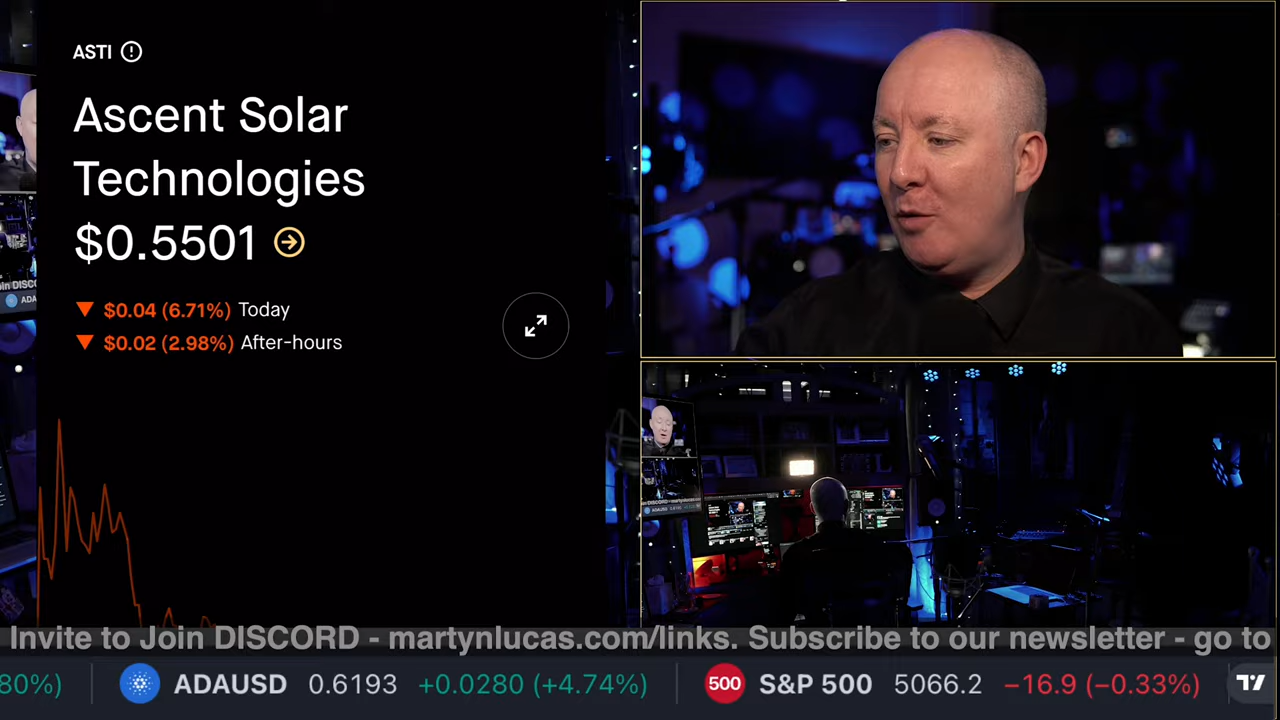 ASTI
Ascent Solar
Technologies
$0.5501
▼ $0.04 (6.71%) Today
▼ $0.02 (2.98%) After-hours
Invite to Join DISCORD - martynlucas.com/links. Subscribe to our newsletter - go to
80%) ADAUSD 0.6193 +0.0280 (+4.74%) 500 S&P 500 5066.2 −16.9 (−0.33%)